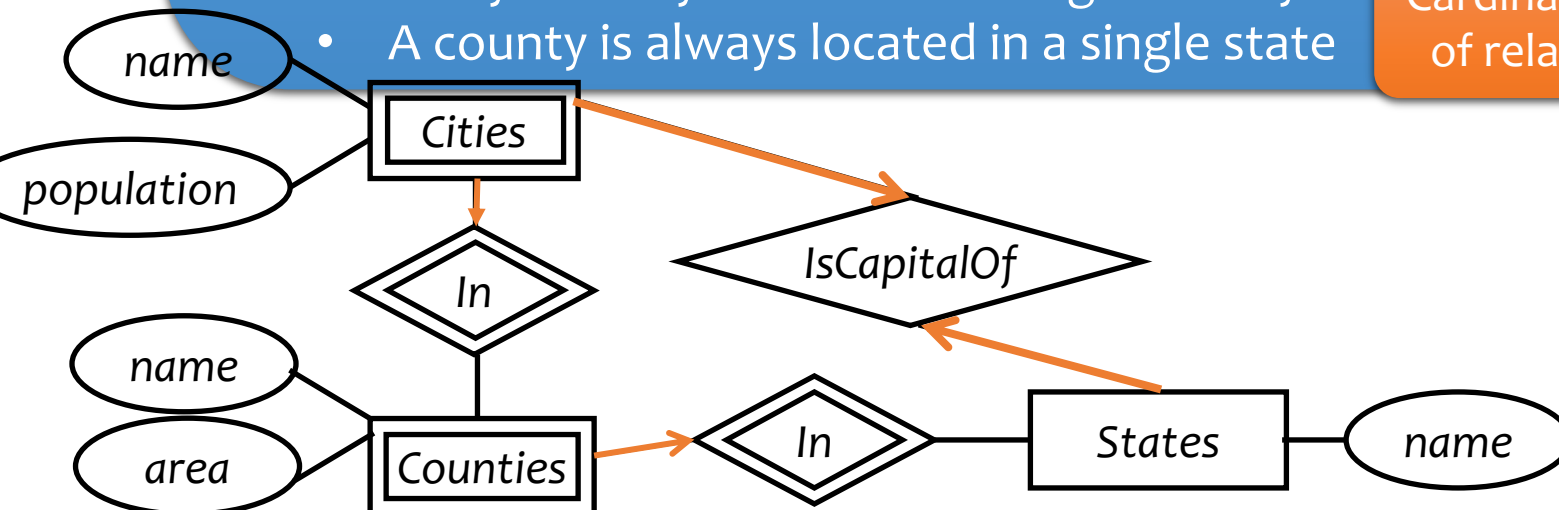 • A county is always located in a single state
of rela
name
Cities
population
IsCapitalOf
In
name
area
Counties
In
States
name